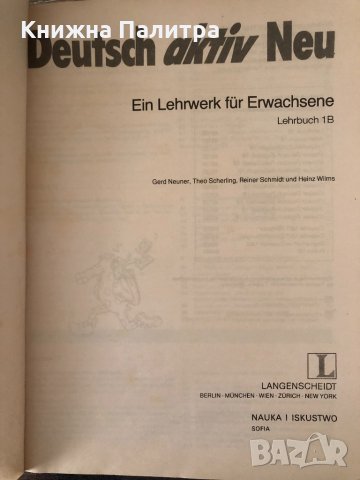 Книжна Палитра
Deutsch aktiv Neu
Ein Lehrwerk für Erwachsene
Lehrbuch 1B
Gerd Neuner, Theo Scherling, Reiner Schmidt und Heinz Wilms
L
LANGENSCHEIDT
BERLIN · MÜNCHEN · WIEN · ZÜRICH · NEW YORK
NAUKA I ISKUSTWO
SOFIA
bazar